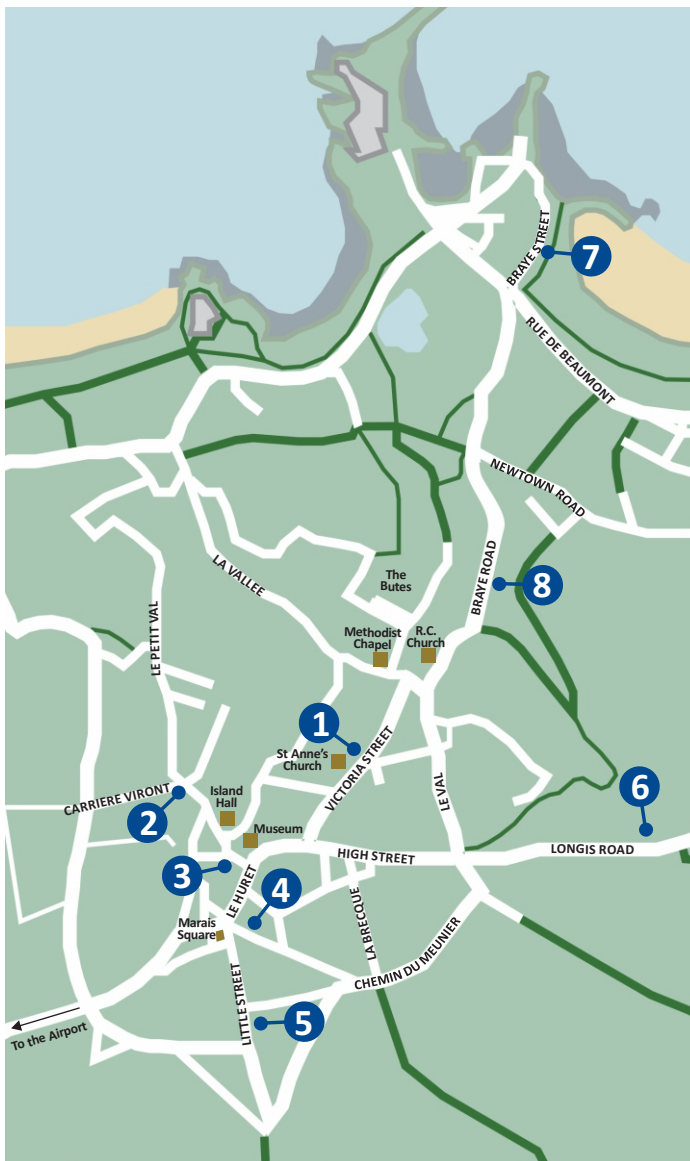 BRAYE STREET
7
RUE DE BEAUMONT
NEWTOWN ROAD
LA VALLEE
The
Butes
BRAYE ROAD
8
Methodist
Chapel
R.C.
Church
LE PETIT VAL
1
St Anne's
Church
VICTORIA STREET
LE VAL
CARRIERE VIRONT
2
Island
Hall
Museum
6
HIGH STREET
LONGIS ROAD
3
LE HURET
4
LA BRECQUE
Marais
Square
CHEMIN DU MEUNIER
LITTLE STREET
5
To the Airport